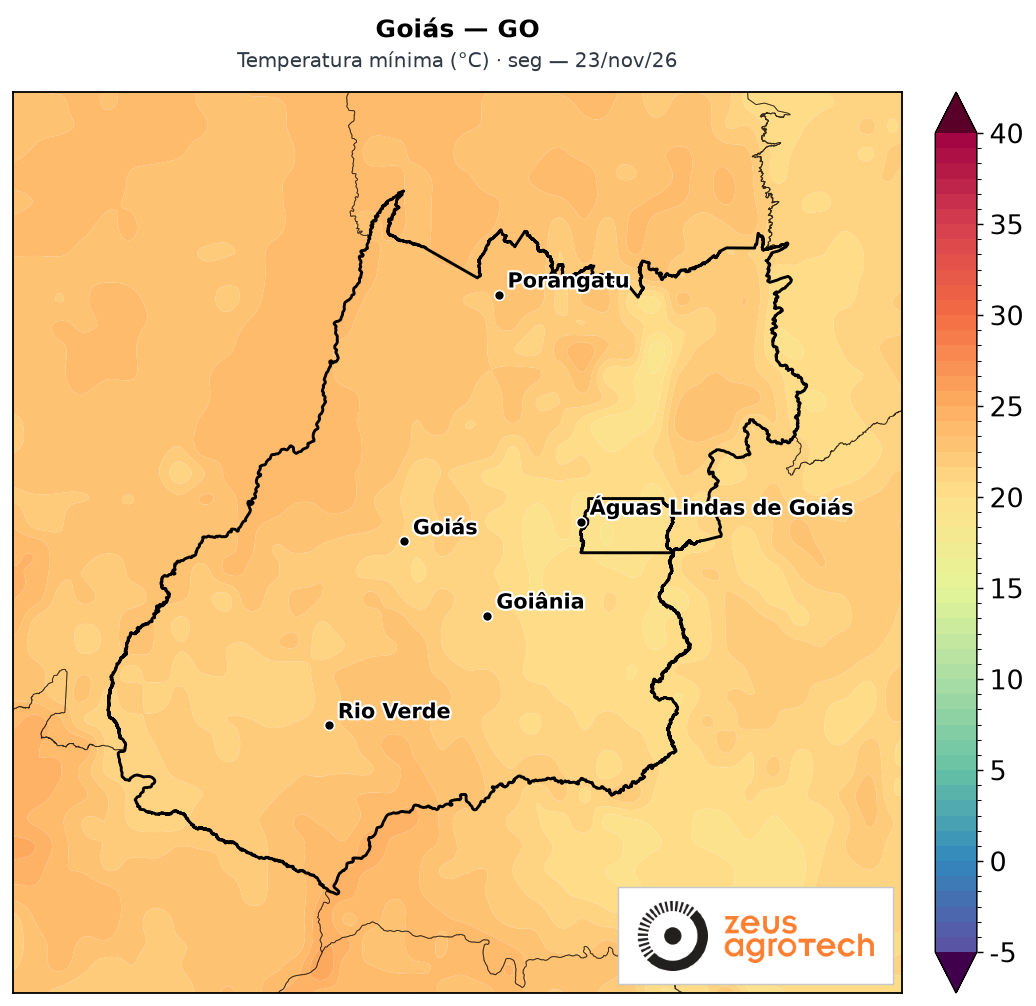 Goiás — GO
Temperatura mínima (°C) · seg — 23/nov/26
Porangatu
Águas Lindas de Goiás
Goiás
Goiânia
Rio Verde
40
35
30
25
20
15
10
5
0
-5
zeus
agrotech